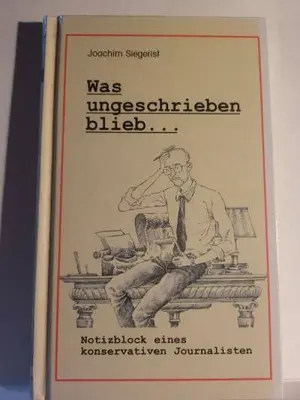 Joachim Siegerist
Was
ungeschrieben
blieb...
Notizblock eines
konservativen Journalisten